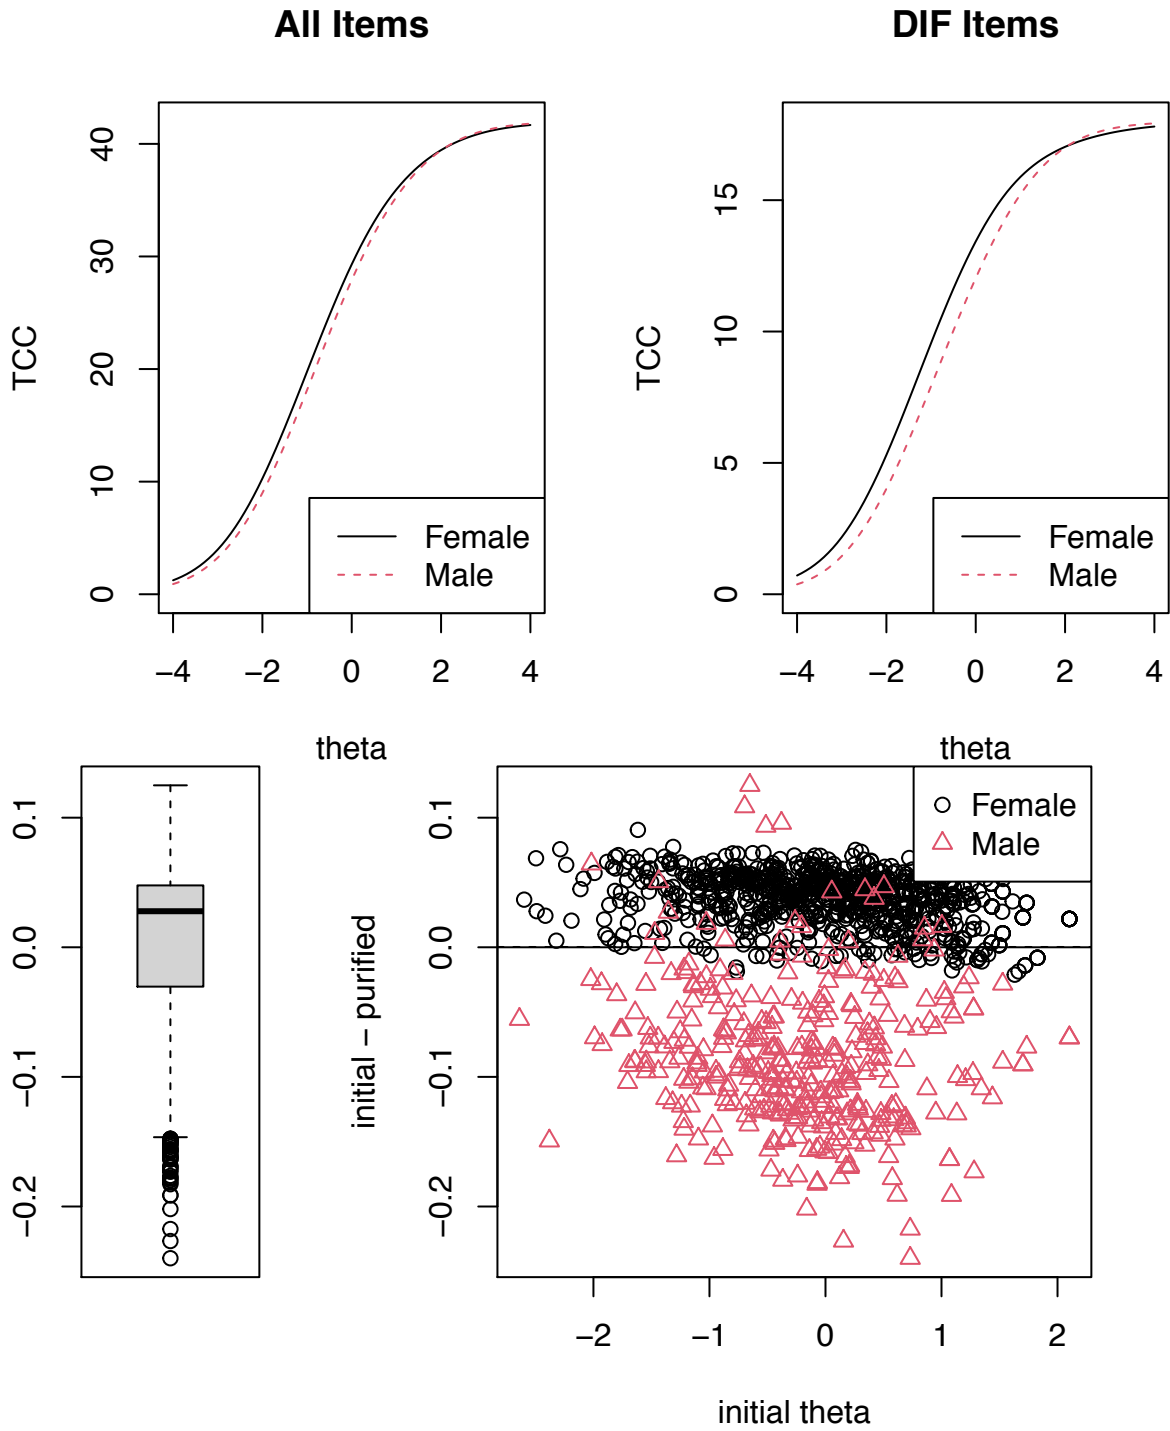 All Items
TCC
40
30
20
10
0
Female
Male
−4 −2 0 2 4
theta
DIF Items
TCC
15
10
5
0
Female
Male
−4 −2 0 2 4
theta
0.1
0.0
−0.1
−0.2
initial − purified
0.1
0.0
−0.1
−0.2
Female
Male
−2 −1 0 1 2
initial theta